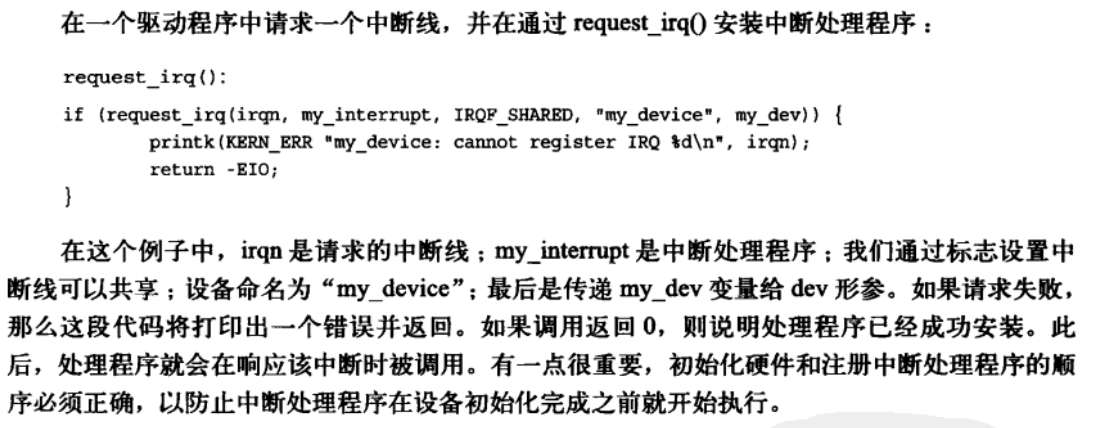 在一个驱动程序中请求一个中断线，并在通过 request_irq() 安装中断处理程序：
request_irq():
if (request_irq(irqn, my_interrupt, IRQF_SHARED, "my_device", my_dev)) {
printk(KERN_ERR "my_device: cannot register IRQ %d\n", irqn);
return -EIO;
}
在这个例子中，irqn 是请求的中断线；my_interrupt 是中断处理程序；我们通过标志设置中
断线可以共享；设备命名为“my_device”；最后是传递 my_dev 变量给 dev 形参。如果请求失败，
那么这段代码将打印出一个错误并返回。如果调用返回 0，则说明处理程序已经成功安装。此
后，处理程序就会在响应该中断时被调用。有一点很重要，初始化硬件和注册中断处理程序的顺
序必须正确，以防止中断处理程序在设备初始化完成之前就开始执行。